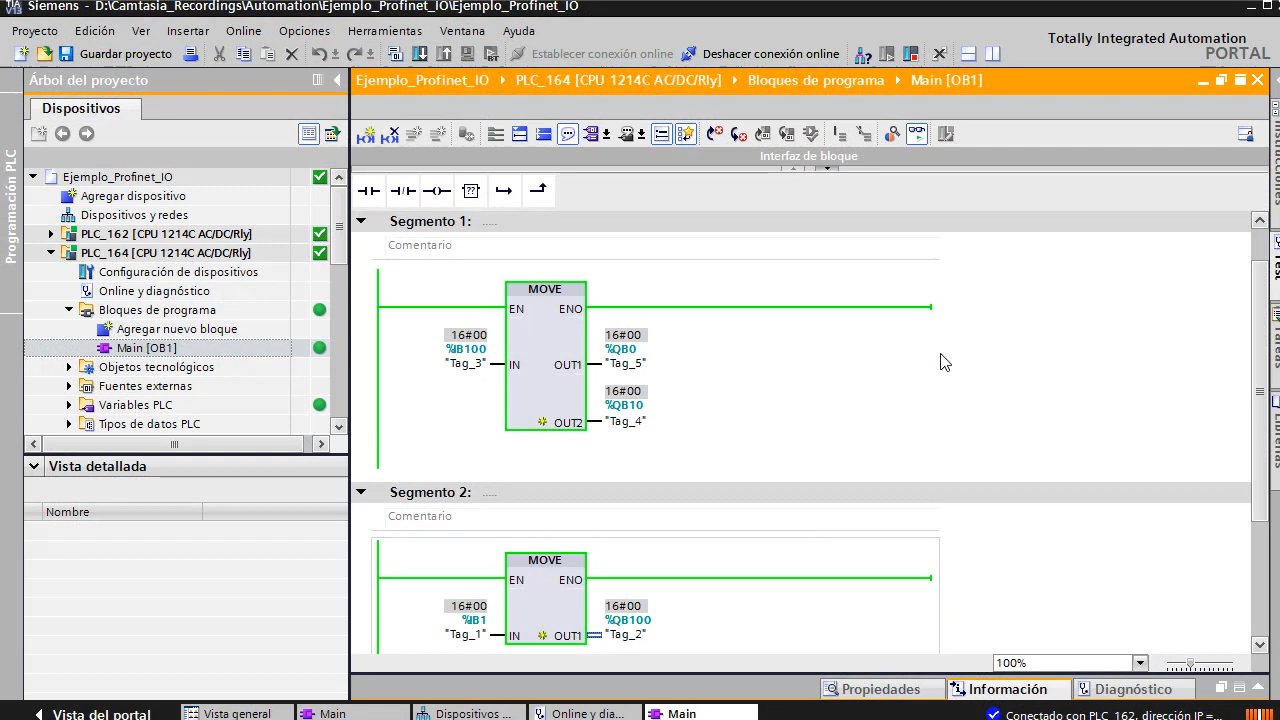 TIA
V13
Siemens - D:\Camtasia_Recordings\Automation\Ejemplo_Profinet_IO\Ejemplo_Profinet_IO
Proyecto Edición Ver Insertar Online Opciones Herramientas Ventana Ayuda
Guardar proyecto
Establecer conexión online
Deshacer conexión online
Totally Integrated Automation
PORTAL
Árbol del proyecto
Ejemplo_Profinet_IO PLC_164 [CPU 1214C AC/DC/Rly] Bloques de programa Main [OB1]
Dispositivos
Programación PLC
Ejemplo_Profinet_IO
Agregar dispositivo
Dispositivos y redes
PLC_162 [CPU 1214C AC/DC/Rly]
PLC_164 [CPU 1214C AC/DC/Rly]
Configuración de dispositivos
Online y diagnóstico
Bloques de programa
Agregar nuevo bloque
Main [OB1]
Objetos tecnológicos
Fuentes externas
Variables PLC
Tipos de datos PLC
Vista detallada
Nombre
Interfaz de bloque
??
Segmento 1: .....
Comentario
MOVE
EN ENO
16#00 16#00
%IB100 %QB0
"Tag_3" IN OUT1 "Tag_5"
16#00
%QB10
OUT2 "Tag_4"
Segmento 2: .....
Comentario
MOVE
EN ENO
16#00 16#00
%IB1 %QB100
"Tag_1" IN OUT1 "Tag_2"
100%
Propiedades Información Diagnóstico
Vista del portal Vista general Main Dispositivos ... Online y dia... Main
Conectado con PLC_162, dirección IP =...